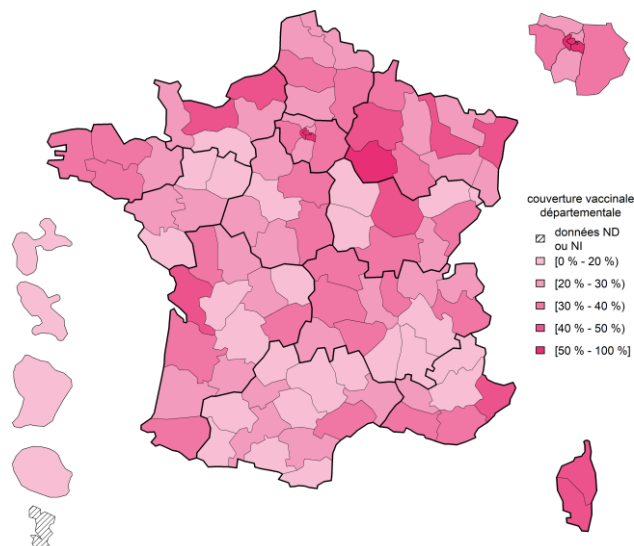 couverture vaccinale
départementale
données ND
ou NI
[0 % - 20 %)
[20 % - 30 %)
[30 % - 40 %)
[40 % - 50 %)
[50 % - 100 %]